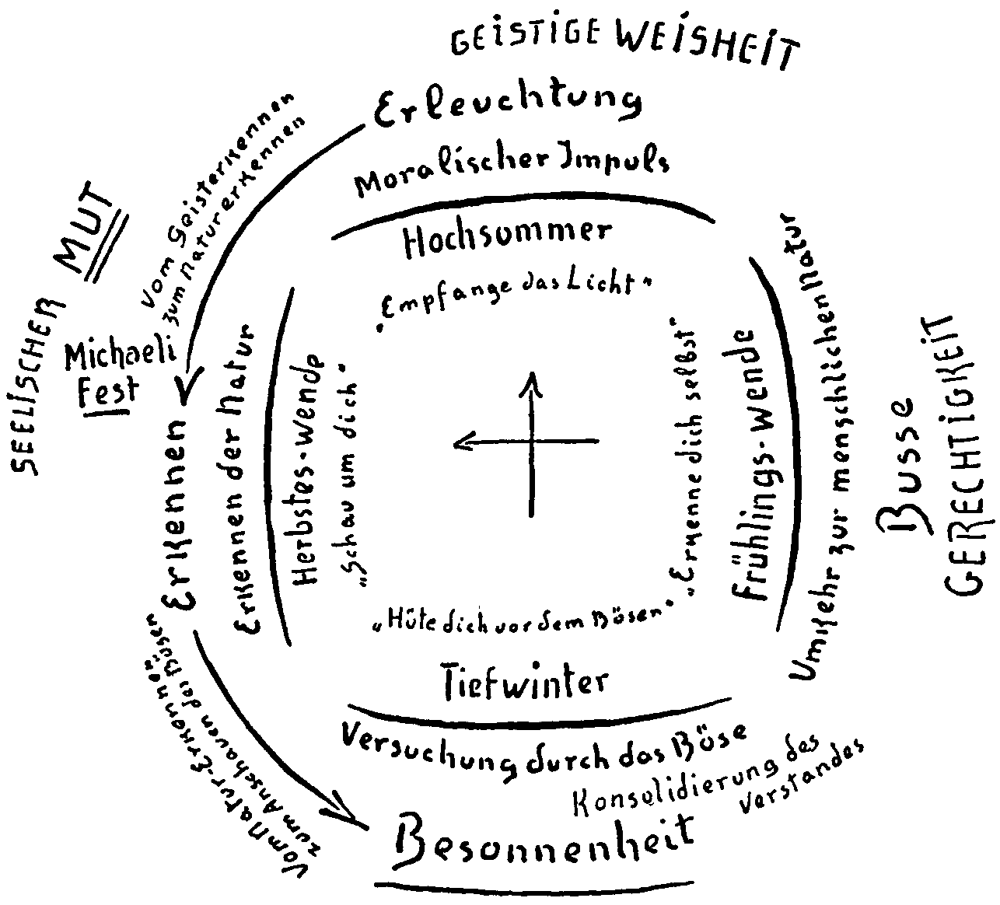 GEISTIGE WEISHEIT
Erleuchtung
Moralischer Impuls
Hochsommer
„Empfange das Licht"
Vom Geisterkennen
zum Naturerkennen
SEELISCHER MUT
Michaeli
Fest
Erkennen
Erkennen der Natur
Herbstes-wende
„Schau um dich"
„Erkenne dich selbst"
Frühlings-wende
Umkehr zur menschlichen Natur
Busse
GERECHTIGKEIT
„Hüte dich vor dem Bösen"
Tiefwinter
Versuchung durch das Böse
Konsolidierung des
Verstandes
Besonnenheit
Vom Natur-Erkennen
zum Anschauen des Bösen